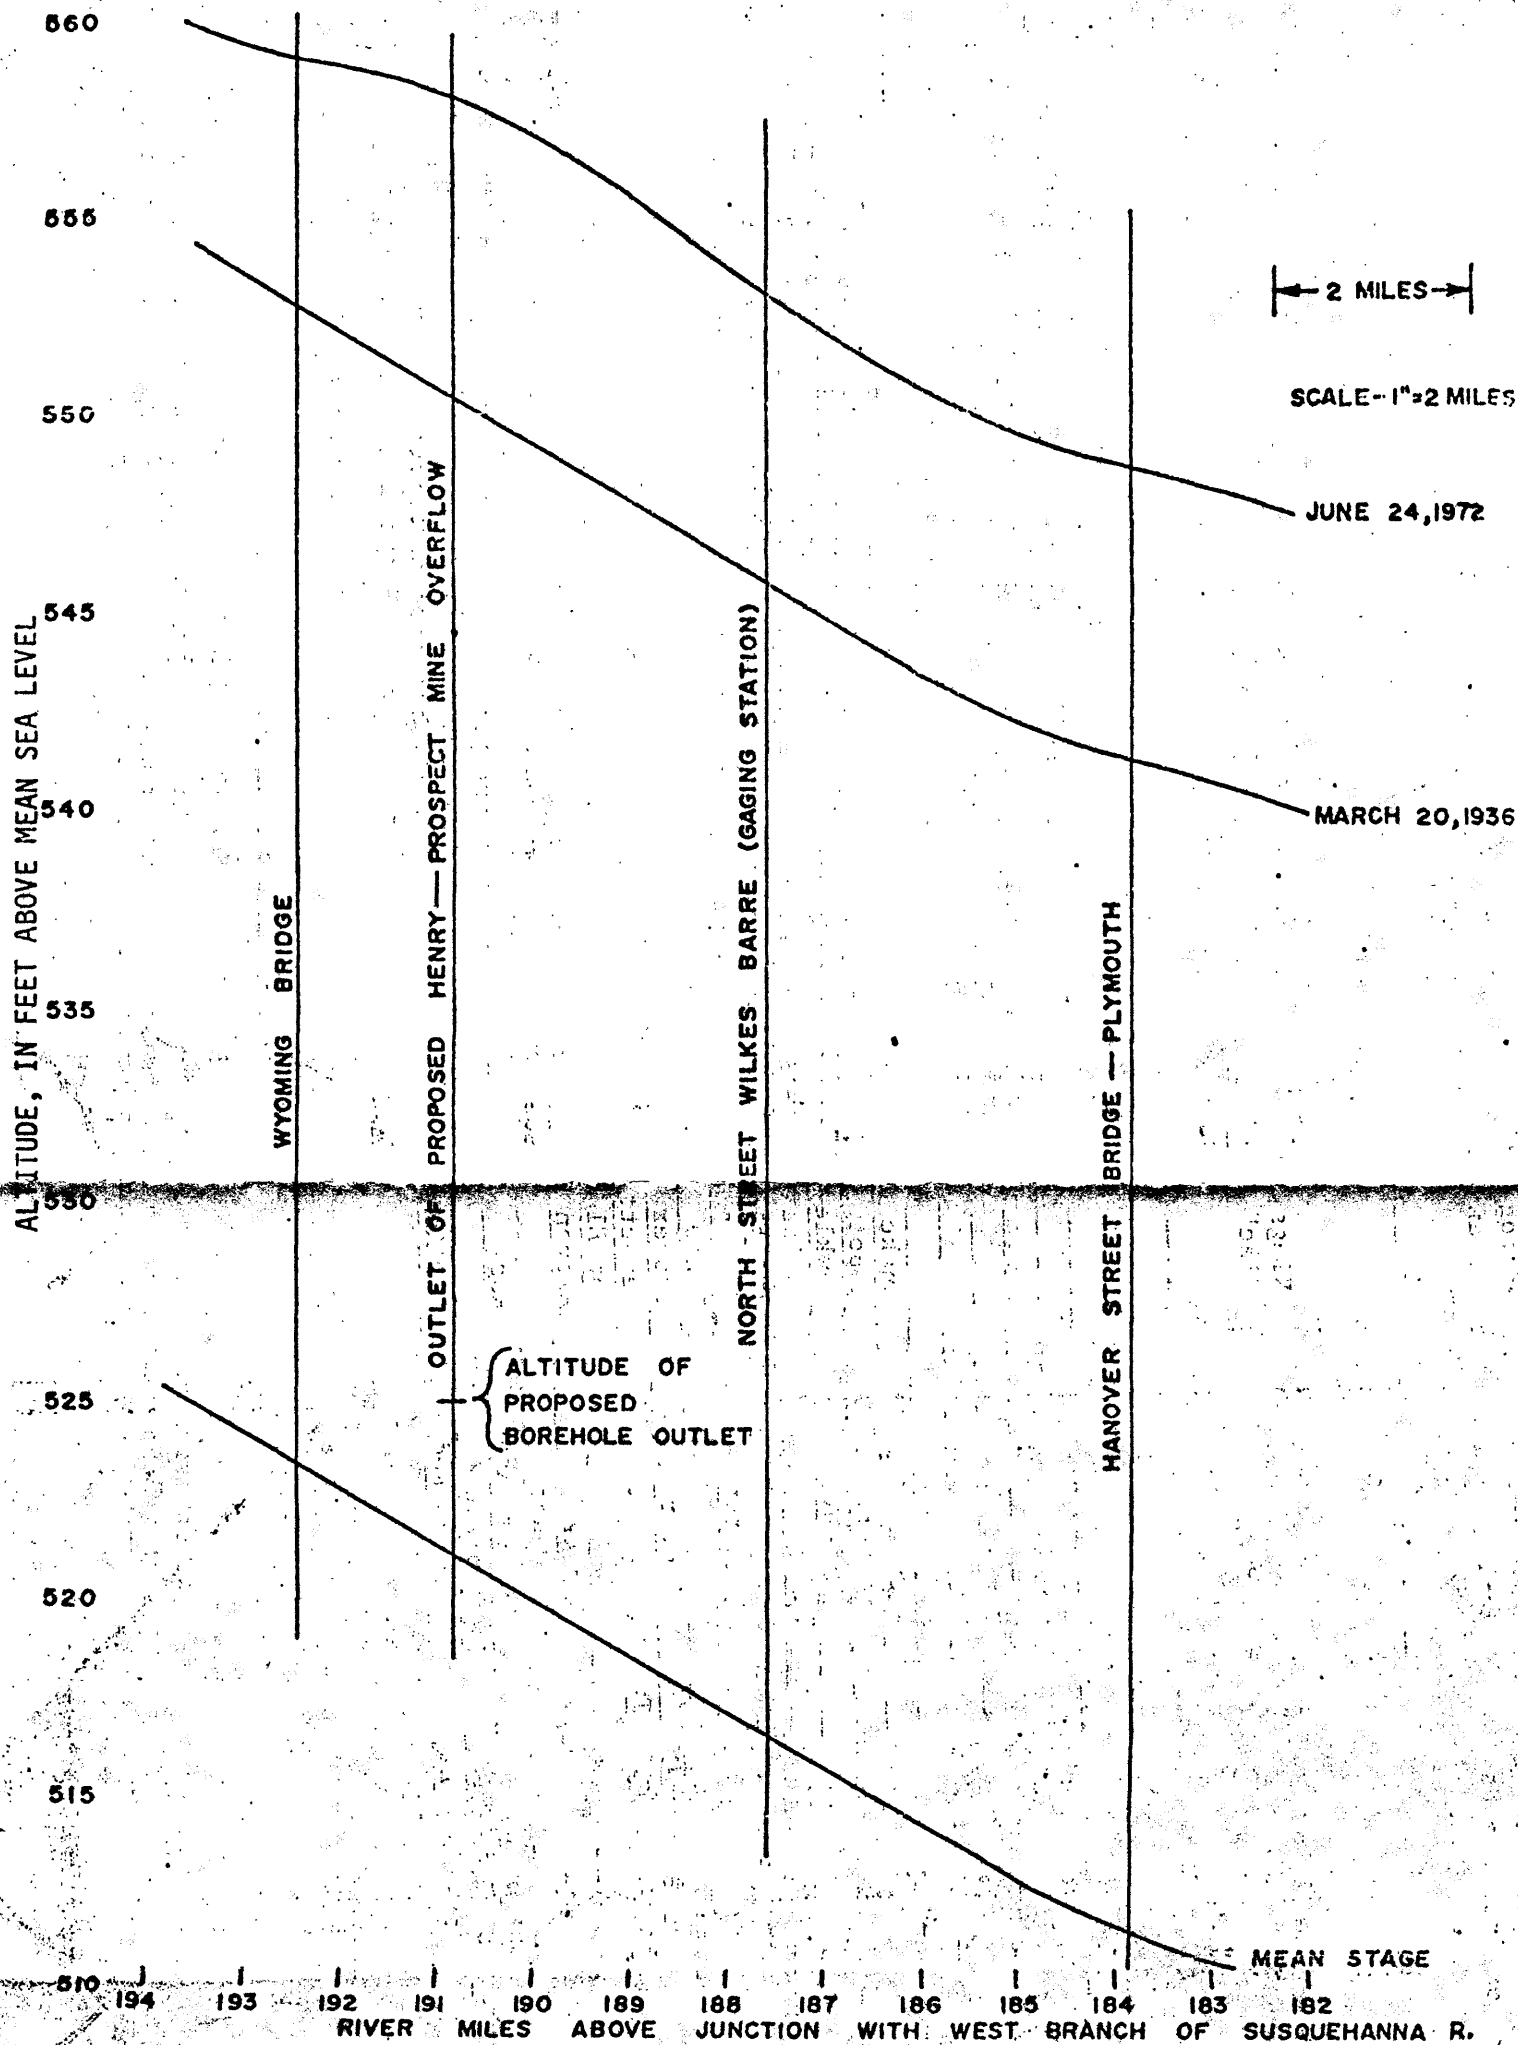 560
555
2 MILES
SCALE-1"=2 MILES
550
JUNE 24,1972
545
MARCH 20,1936
540
535
530
525
520
515
510
ALTITUDE, IN FEET ABOVE MEAN SEA LEVEL
WYOMING BRIDGE
OUTLET OF PROPOSED HENRY—PROSPECT MINE OVERFLOW
NORTH STREET WILKES BARRE (GAGING STATION)
HANOVER STREET BRIDGE — PLYMOUTH
ALTITUDE OF
PROPOSED
BOREHOLE OUTLET
MEAN STAGE
194 193 192 191 190 189 188 187 186 185 184 183 182
RIVER MILES ABOVE JUNCTION WITH WEST BRANCH OF SUSQUEHANNA R.